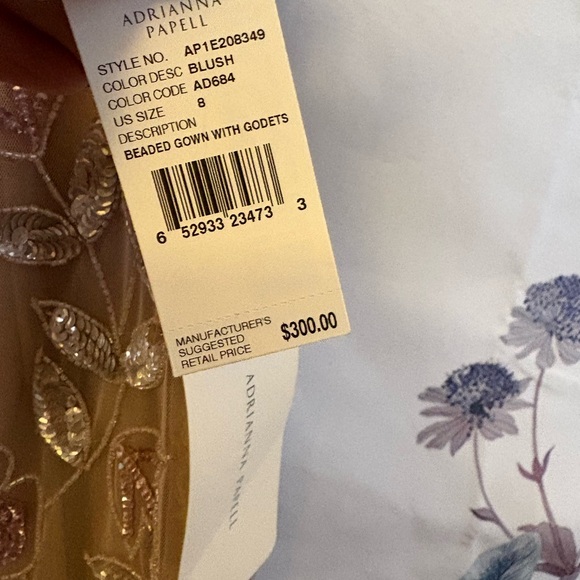 ADRIANNA
PAPELL
STYLE NO. AP1E208349
COLOR DESC BLUSH
COLOR CODE AD684
US SIZE 8
DESCRIPTION
BEADED GOWN WITH GODETS
6 52933 23473 3
MANUFACTURER'S
SUGGESTED
RETAIL PRICE $300.00
ADRIANNA PAPELL